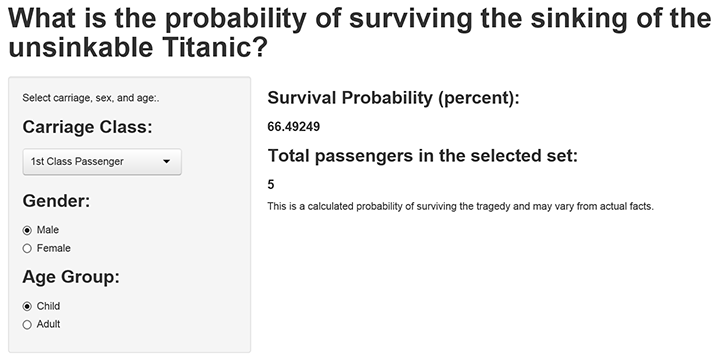 What is the probability of surviving the sinking of the
unsinkable Titanic?
Select carriage, sex, and age:.
Carriage Class:
1st Class Passenger
Gender:
Male
Female
Age Group:
Child
Adult
Survival Probability (percent):
66.49249
Total passengers in the selected set:
5
This is a calculated probability of surviving the tragedy and may vary from actual facts.